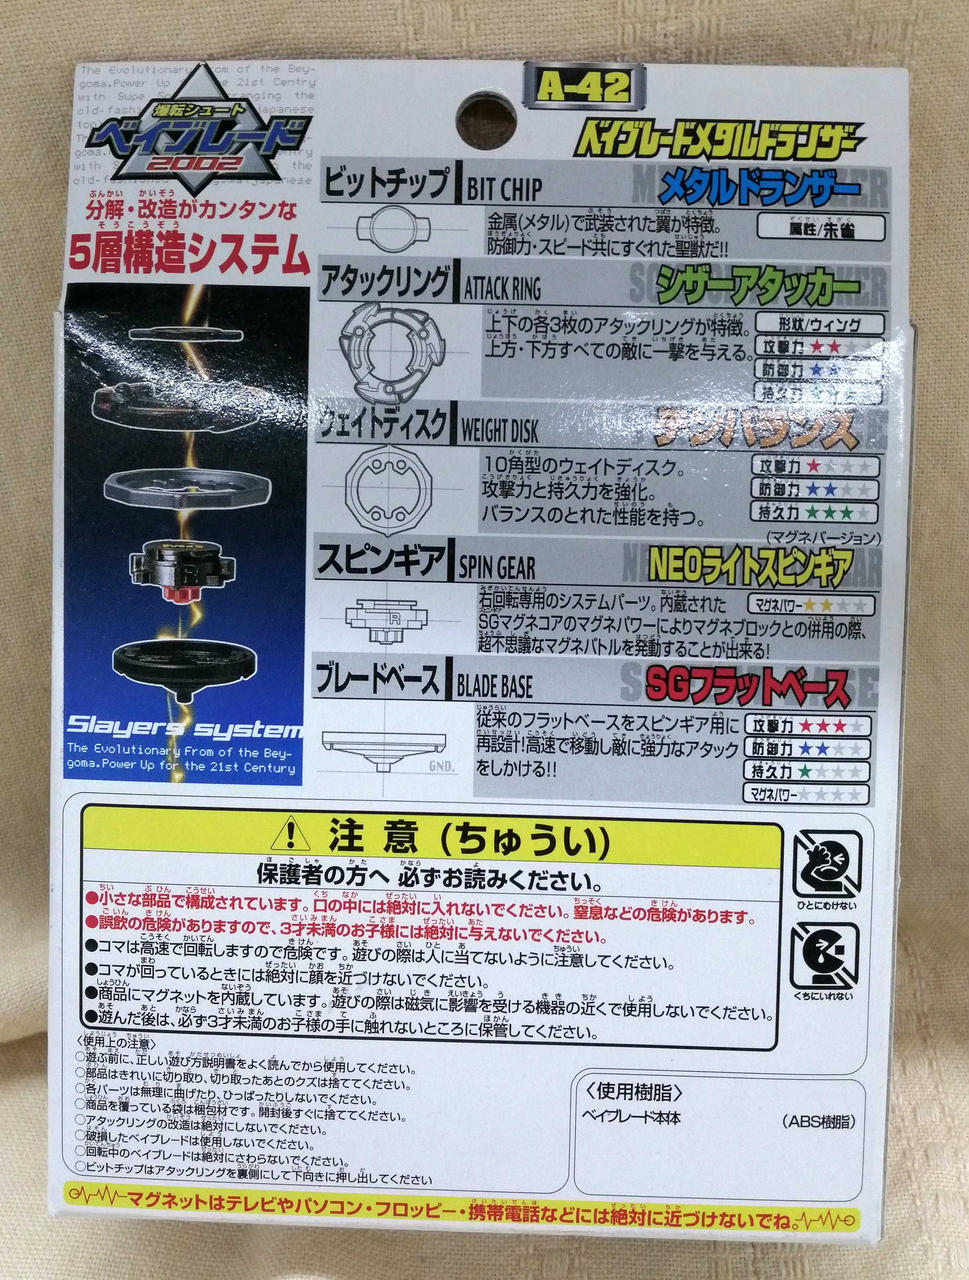 A-42
爆転シュート
ベイブレード
2002
分解・改造がカンタンな
5層構造システム
Slayers system
The Evolutionary From of the Bey-
goma.Power Up for the 21st Century
ベイブレードメタルドランザー
ビットチップ BIT CHIP メタルドランザー
金属(メタル)で武装された翼が特徴。
防御力・スピード共にすぐれた聖獣だ!!
属性/朱雀
アタックリング ATTACK RING シザーアタッカー
上下の各3枚のアタックリングが特徴。
上方・下方すべての敵に一撃を与える。
形状/ウィング
攻撃力★★
防御力
持久力
ウェイトディスク WEIGHT DISK テンバランス
10角型のウェイトディスク。
攻撃力と持久力を強化。
バランスのとれた性能を持つ。
攻撃力★★★★
防御力★★★★
持久力★★★★
(マグネバージョン)
スピンギア SPIN GEAR NEOライトスピンギア
右回転専用のシステムパーツ。内蔵された
SGマグネコアのマグネパワーによりマグネブロックとの併用の際、
超不思議なマグネバトルを発動することが出来る!
マグネパワー★★★★
ブレードベース BLADE BASE SGフラットベース
GND.
従来のフラットベースをスピンギア用に
再設計!高速で移動し敵に強力なアタック
をしかける!!
攻撃力★★★★
防御力★★★★
持久力★★★★
マグネパワー★★★★
注意(ちゅうい)
保護者の方へ 必ずお読みください。
●小さな部品で構成されています。口の中には絶対に入れないでください。窒息などの危険があります。
●誤飲の危険がありますので、3才未満のお子様には絶対に与えないでください。
●コマは高速で回転しますので危険です。遊びの際は人に当てないように注意してください。
●コマが回っているときには絶対に顔を近づけないでください。
●商品にマグネットを内蔵しています。遊びの際は磁気に影響を受ける機器の近くで使用しないでください。
●遊んだ後は、必ず3才未満のお子様の手に触れないところに保管してください。
ひとにむけない
くちにいれない
〈使用上の注意〉
○遊ぶ前に、正しい遊び方説明書をよく読んでから使用してください。
○部品はきれいに切り取り、切り取ったあとのクズは捨ててください。
○各パーツは無理に曲げたり、ひっぱったりしないでください。
○商品を覆っている袋は梱包材です。開封後すぐに捨ててください。
○アタックリングの改造は絶対にしないでください。
○破損したベイブレードは使用しないでください。
○回転中のベイブレードは絶対にさわらないでください。
○ビットチップはアタックリングを裏側にして下向きに押し出してください
〈使用樹脂〉
ベイブレード本体 (ABS樹脂)
マグネットはテレビやパソコン・フロッピー・携帯電話などには絶対に近づけないでね。